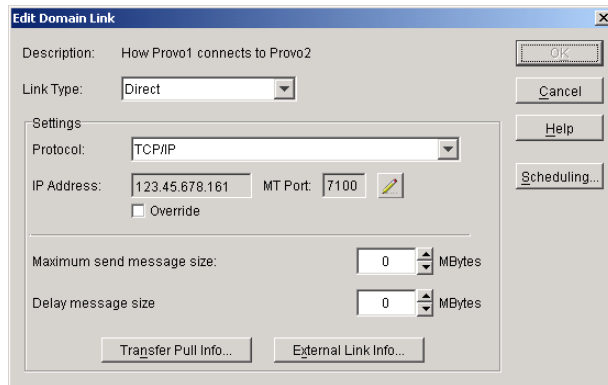 Edit Domain Link
Description: How Provo1 connects to Provo2
OK
Link Type: Direct
Cancel
Settings
Help
Protocol: TCP/IP
IP Address: 123.45.678.161 MT Port: 7100
Scheduling...
Override
Maximum send message size: 0 MBytes
Delay message size 0 MBytes
Transfer Pull Info... External Link Info...